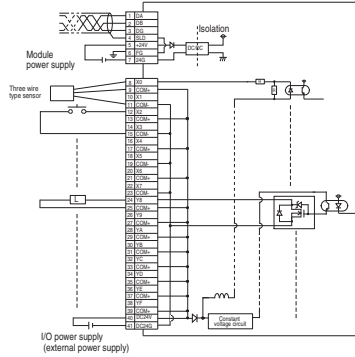 1 DA
2 DB
3 DG
4 SLD
5 +24V
6 FG
7 24G
Isolation
DC/DC
Module
power supply
Three wire
type sensor
8 X0
9 COM+
10 X1
11 COM-
12 X2
13 COM+
14 X3
15 COM-
16 X4
17 COM+
18 X5
19 COM-
20 X6
21 COM+
22 X7
23 COM-
L
24 Y8
25 COM+
26 Y9
27 COM+
28 YA
29 COM+
30 YB
31 COM+
32 YC
33 COM+
34 YD
35 COM+
36 YE
37 COM+
38 YF
39 COM+
40 DC24V
41 DC24G
Constant
voltage circuit
I/O power supply
(external power supply)